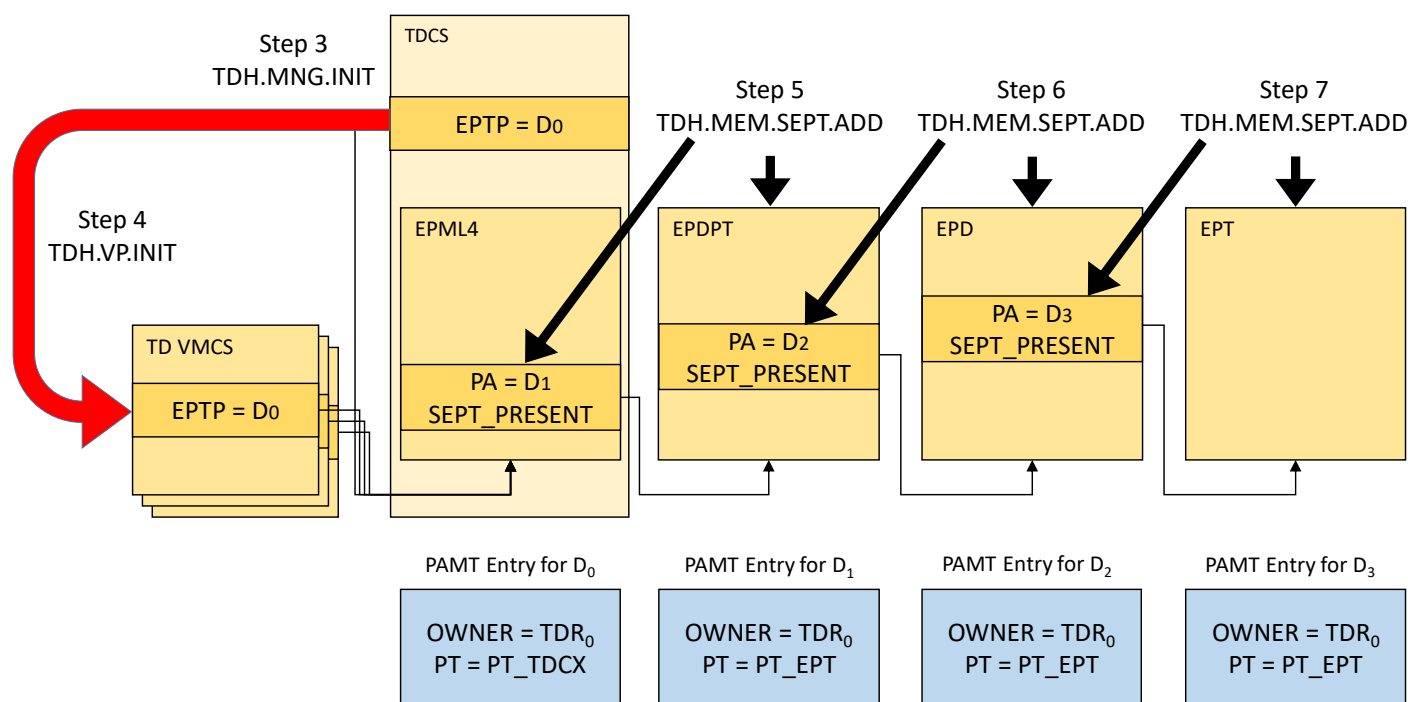 Step 3
TDH.MNG.INIT
TDCS
EPTP = D0
Step 5
TDH.MEM.SEPT.ADD
Step 6
TDH.MEM.SEPT.ADD
Step 7
TDH.MEM.SEPT.ADD
Step 4
TDH.VP.INIT
EPML4
PA = D1
SEPT_PRESENT
EPDPT
PA = D2
SEPT_PRESENT
EPD
PA = D3
SEPT_PRESENT
EPT
TD VMCS
EPTP = D0
PAMT Entry for D0
OWNER = TDR0
PT = PT_TDCX
PAMT Entry for D1
OWNER = TDR0
PT = PT_EPT
PAMT Entry for D2
OWNER = TDR0
PT = PT_EPT
PAMT Entry for D3
OWNER = TDR0
PT = PT_EPT